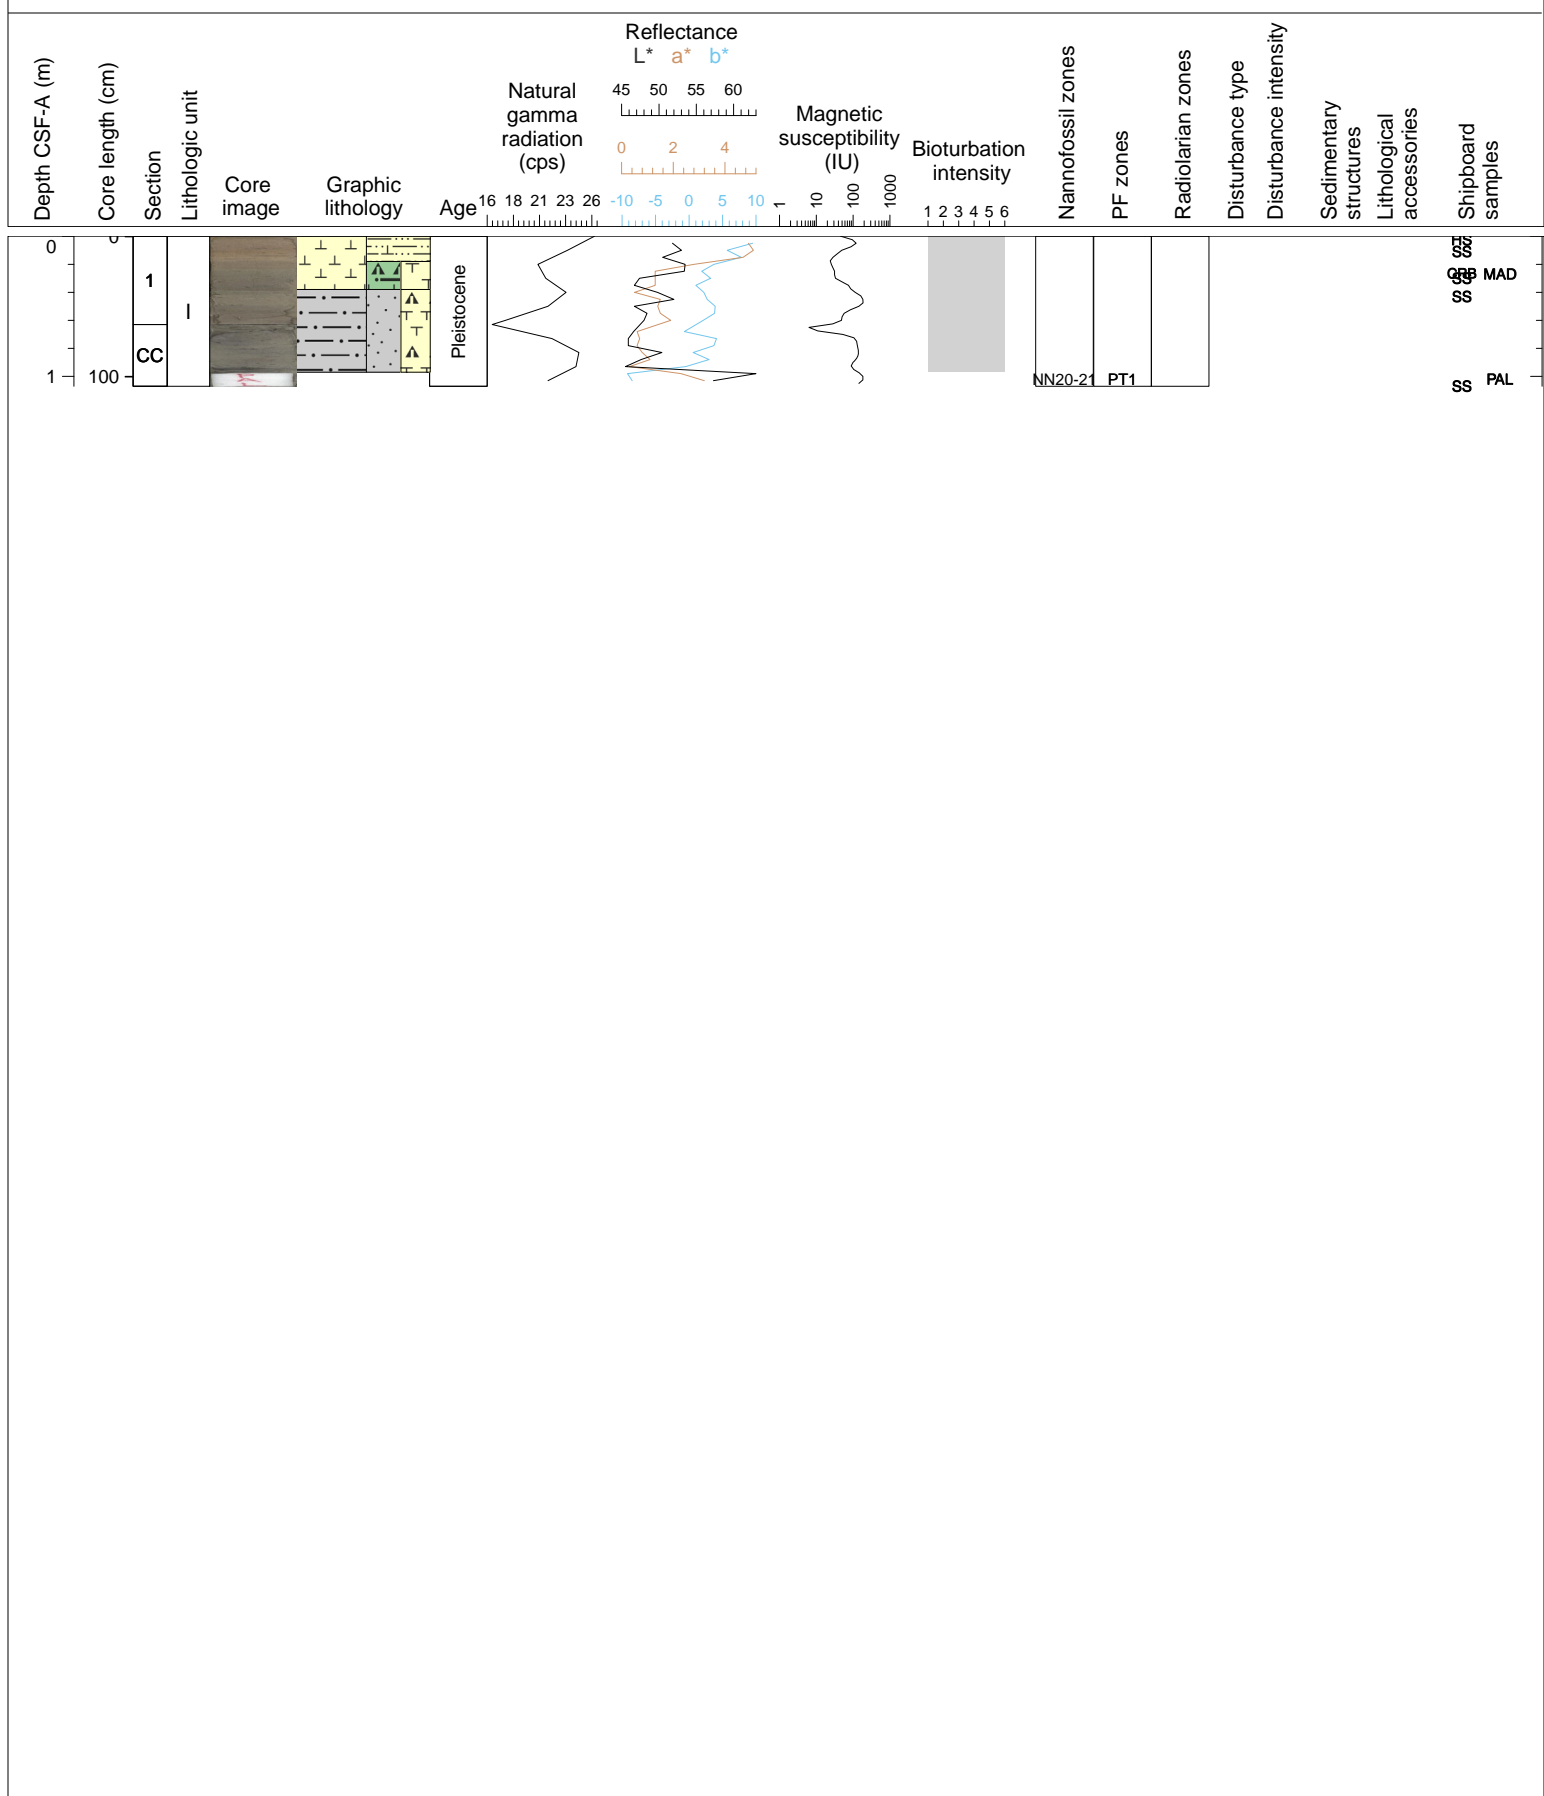 Depth CSF-A (m)
Core length (cm)
Section
Lithologic unit
Core
image
Graphic
lithology
Age
Natural
gamma
radiation
(cps)
16 18 21 23 26
Reflectance
L* a* b*
45 50 55 60
0 2 4
-10 -5 0 5 10
Magnetic
susceptibility
(IU)
1 10 100 1000
Bioturbation
intensity
1 2 3 4 5 6
Nannofossil zones
PF zones
Radiolarian zones
Disturbance type
Disturbance intensity
Sedimentary
structures
Lithological
accessories
Shipboard
samples
0 0
1
I
CC
1 100
Pleistocene
NN20-21 PT1
SS
MAD
SS
SS
SS PAL